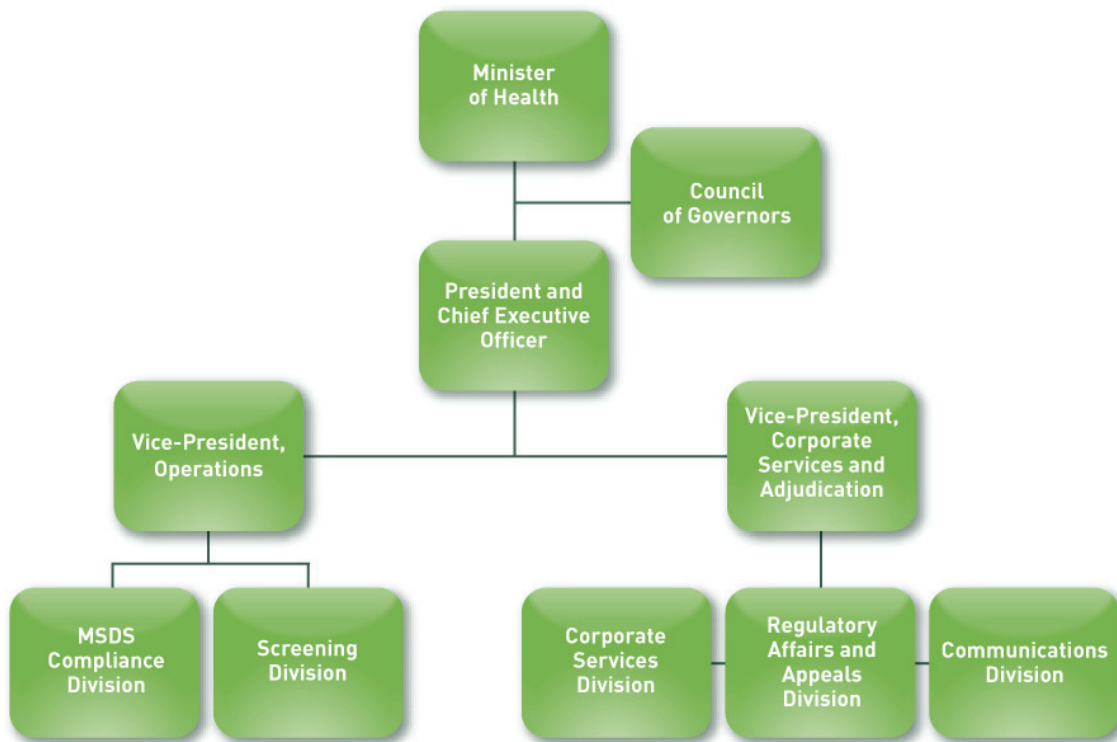 Minister
of Health
Council
of Governors
President and
Chief Executive
Officer
Vice-President,
Operations
Vice-President,
Corporate
Services and
Adjudication
MSDS
Compliance
Division
Screening
Division
Corporate
Services
Division
Regulatory
Affairs and
Appeals
Division
Communications
Division